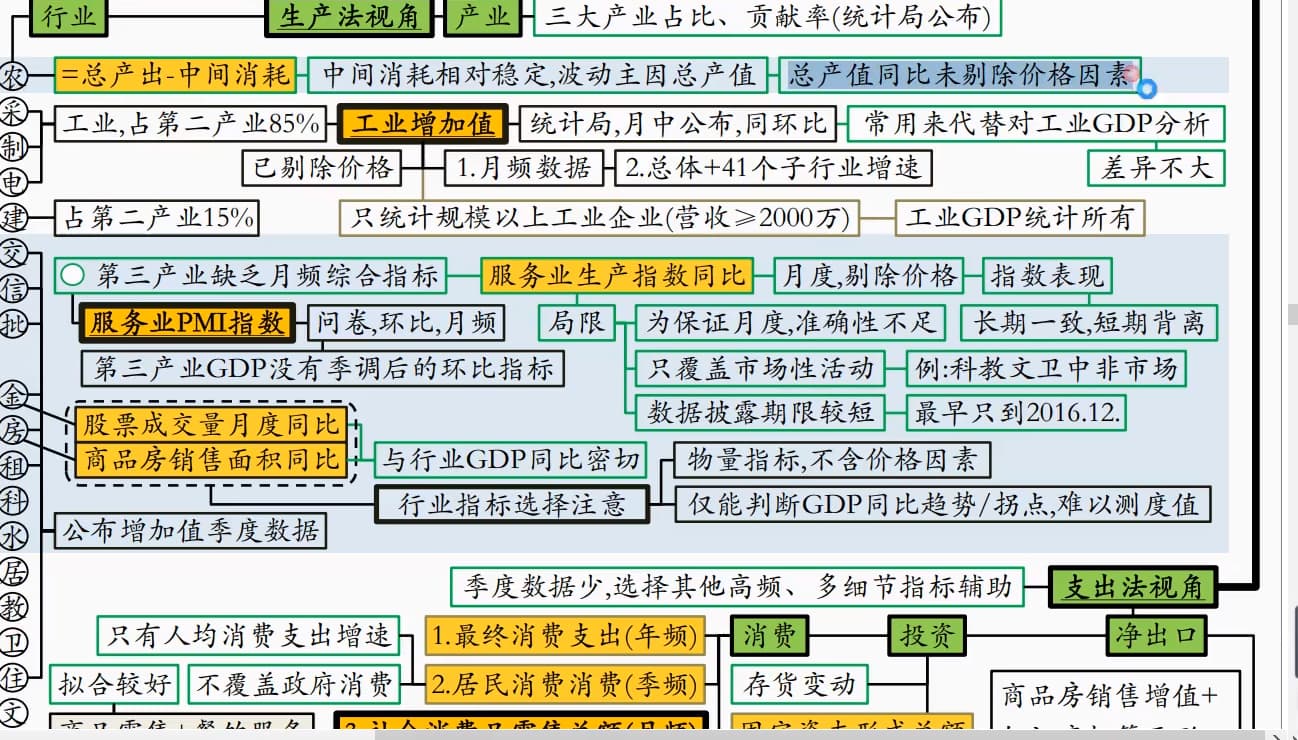 行业 生产法视角 产业 三大产业占比、贡献率(统计局公布)
农 =总产出-中间消耗 中间消耗相对稳定,波动主因总产值 总产值同比未剔除价格因素
采 工业,占第二产业85% 工业增加值 统计局,月中公布,同环比 常用来代替对工业GDP分析
制 已剔除价格 1.月频数据 2.总体+41个子行业增速 差异不大
电
建 占第二产业15% 只统计规模以上工业企业(营收≥2000万) 工业GDP统计所有
交
信 第三产业缺乏月频综合指标 服务业生产指数同比 月度,剔除价格 指数表现
批 服务业PMI指数 问卷,环比,月频 局限 为保证月度,准确性不足 长期一致,短期背离
第三产业GDP没有季调后的环比指标 只覆盖市场性活动 例:科教文卫中非市场
金 数据披露期限较短 最早只到2016.12.
房 股票成交量月度同比
租 商品房销售面积同比 与行业GDP同比密切 物量指标,不含价格因素
科 行业指标选择注意 仅能判断GDP同比趋势/拐点,难以测度值
水 公布增加值季度数据
居 季度数据少,选择其他高频、多细节指标辅助 支出法视角
教
卫 只有人均消费支出增速 1.最终消费支出(年频) 消费 投资 净出口
住 拟合较好 不覆盖政府消费 2.居民消费消费(季频) 存货变动 商品房销售增值+
文 3.社会消费品零售总额(月频) 固定资本形成总额